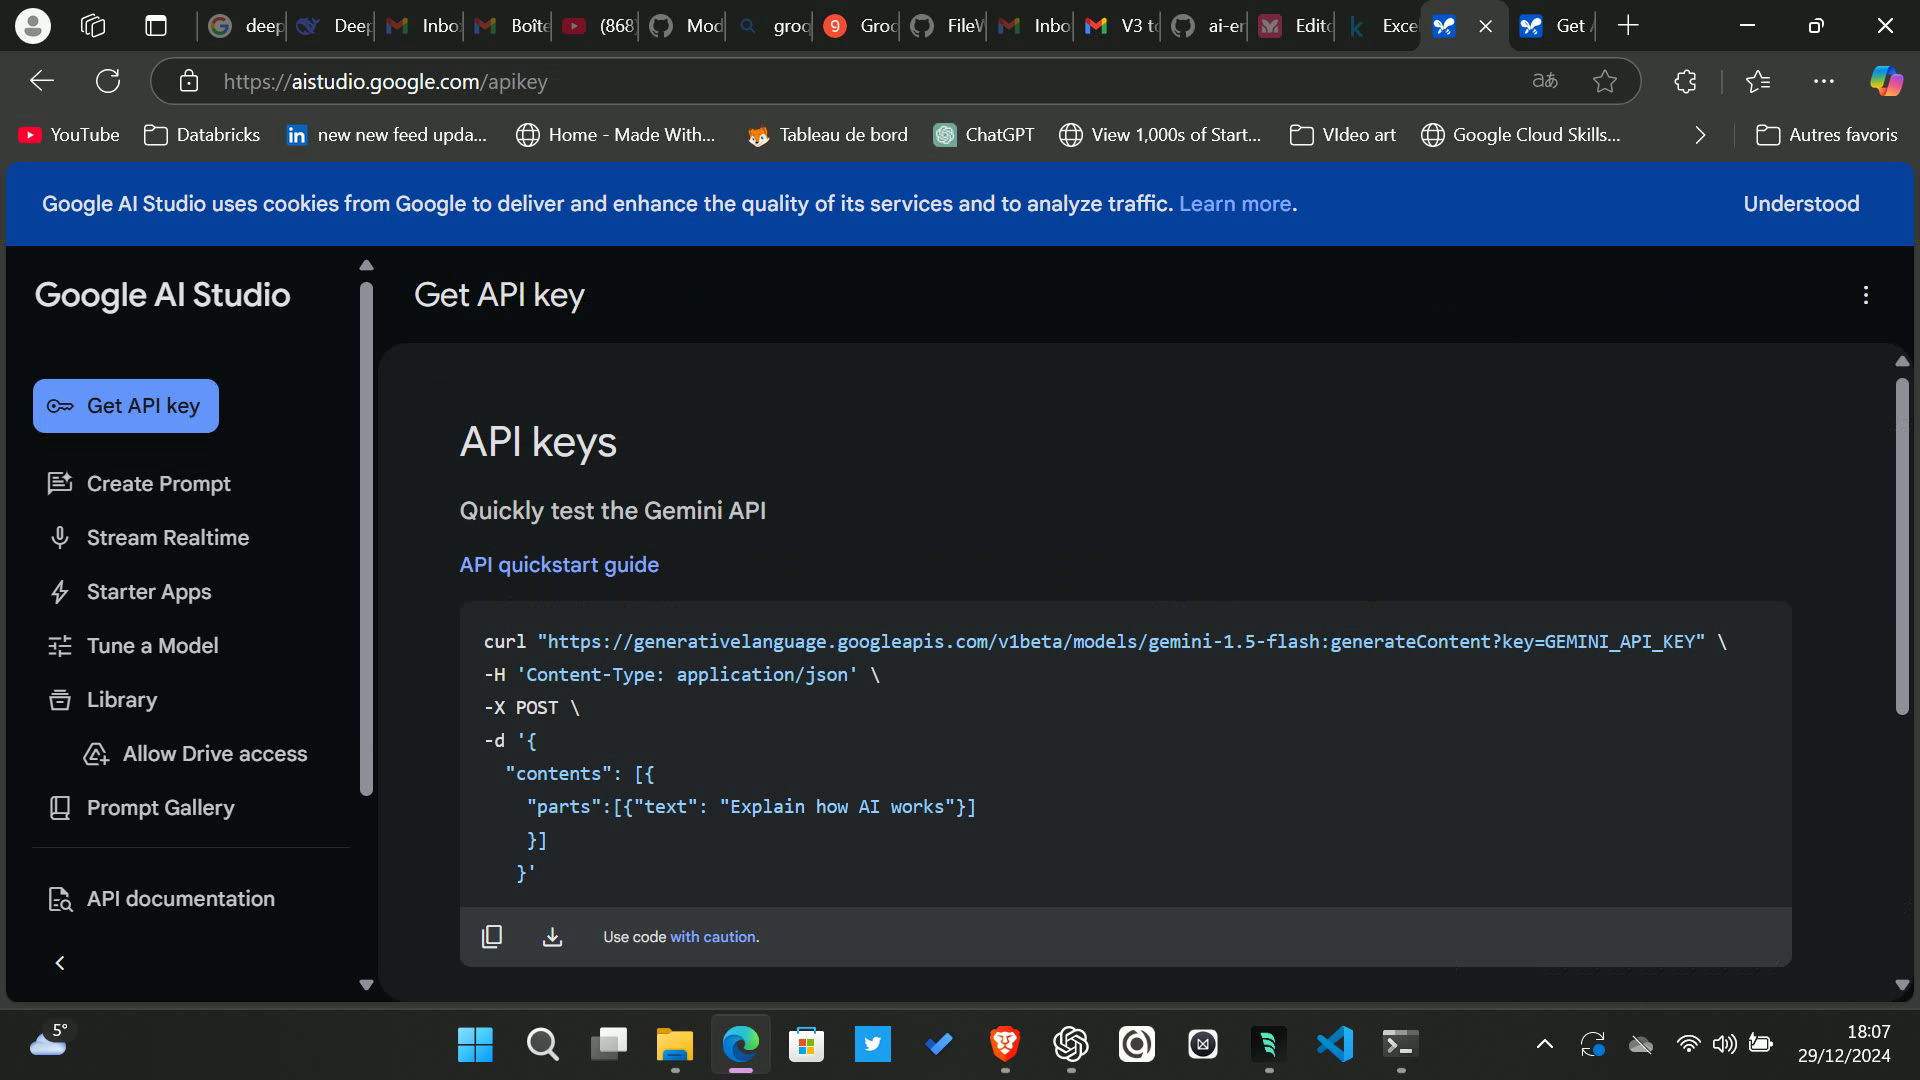 deep
Deep
Inbo
Boîte
(868
Mod
groq
Groc
FileV
Inbo
V3 to
ai-er
Edito
Exce
Get
https://aistudio.google.com/apikey
YouTube
Databricks
new new feed upda...
Home - Made With...
Tableau de bord
ChatGPT
View 1,000s of Start...
VIdeo art
Google Cloud Skills...
Autres favoris
Google AI Studio uses cookies from Google to deliver and enhance the quality of its services and to analyze traffic. Learn more.
Understood
Google AI Studio
Get API key
Create Prompt
Stream Realtime
Starter Apps
Tune a Model
Library
Allow Drive access
Prompt Gallery
API documentation
Get API key
API keys
Quickly test the Gemini API
API quickstart guide
curl "https://generativelanguage.googleapis.com/v1beta/models/gemini-1.5-flash:generateContent?key=GEMINI_API_KEY" \
-H 'Content-Type: application/json' \
-X POST \
-d '{
"contents": [{
"parts":[{"text": "Explain how AI works"}]
}]
}'
Use code with caution.
5°
18:07
29/12/2024